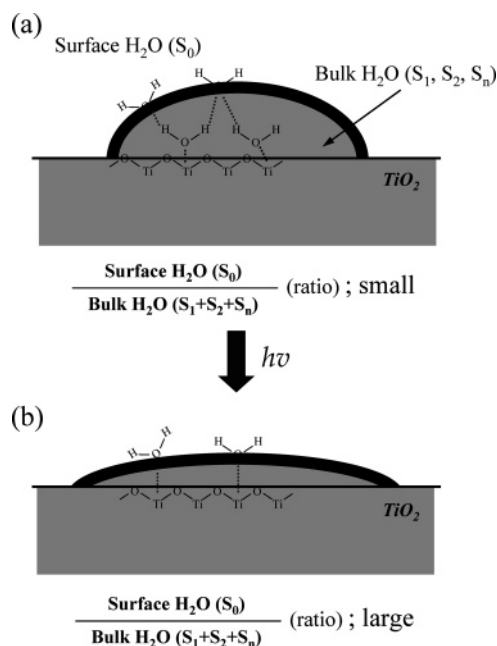 (a)
Surface H₂O (S₀)
Bulk H₂O (S₁, S₂, Sₙ)
H
H
H
H
O
H
H
H
H
O
O
O
O
O
O
Ti
Ti
Ti
Ti
TiO₂
Surface H₂O (S₀)
Bulk H₂O (S₁+S₂+Sₙ)
(ratio) ; small
hν
(b)
H
H
O
H
H
O
O
O
O
O
Ti
Ti
Ti
Ti
TiO₂
Surface H₂O (S₀)
Bulk H₂O (S₁+S₂+Sₙ)
(ratio) ; large